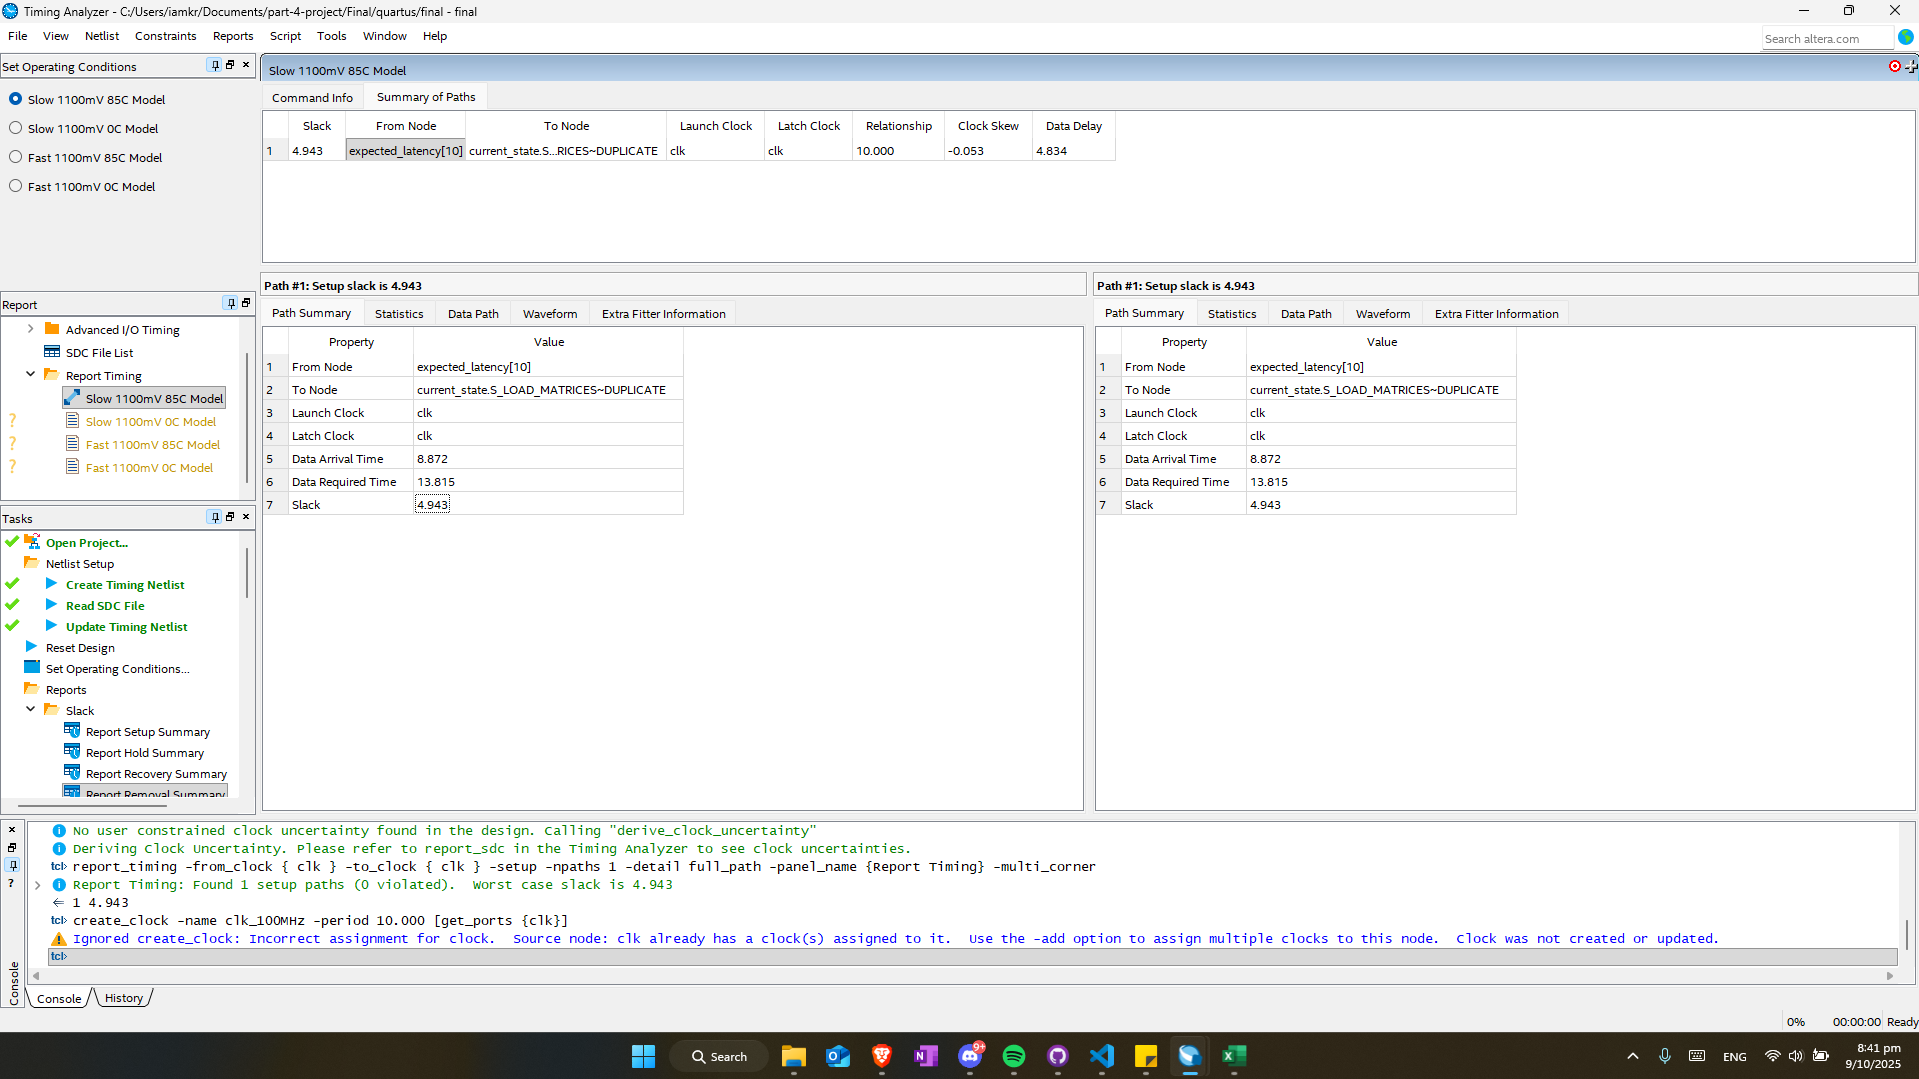 Timing Analyzer - C:/Users/iamkr/Documents/part-4-project/Final/quartus/final - final
File View Netlist Constraints Reports Script Tools Window Help
Search altera.com
Set Operating Conditions
Slow 1100mV 85C Model
Slow 1100mV 0C Model
Fast 1100mV 85C Model
Fast 1100mV 0C Model
Slow 1100mV 85C Model
Command Info Summary of Paths
Slack From Node To Node Launch Clock Latch Clock Relationship Clock Skew Data Delay
1 4.943 expected_latency[10] current_state.S...RICES~DUPLICATE clk clk 10.000 -0.053 4.834
Report
Advanced I/O Timing
SDC File List
Report Timing
Slow 1100mV 85C Model
? Slow 1100mV 0C Model
? Fast 1100mV 85C Model
? Fast 1100mV 0C Model
Path #1: Setup slack is 4.943
Path Summary Statistics Data Path Waveform Extra Fitter Information
Property Value
1 From Node expected_latency[10]
2 To Node current_state.S_LOAD_MATRICES~DUPLICATE
3 Launch Clock clk
4 Latch Clock clk
5 Data Arrival Time 8.872
6 Data Required Time 13.815
7 Slack 4.943
Path #1: Setup slack is 4.943
Path Summary Statistics Data Path Waveform Extra Fitter Information
Property Value
1 From Node expected_latency[10]
2 To Node current_state.S_LOAD_MATRICES~DUPLICATE
3 Launch Clock clk
4 Latch Clock clk
5 Data Arrival Time 8.872
6 Data Required Time 13.815
7 Slack 4.943
Tasks
Open Project...
Netlist Setup
Create Timing Netlist
Read SDC File
Update Timing Netlist
Reset Design
Set Operating Conditions...
Reports
Slack
Report Setup Summary
Report Hold Summary
Report Recovery Summary
Report Removal Summary
No user constrained clock uncertainty found in the design. Calling "derive_clock_uncertainty"
Deriving Clock Uncertainty. Please refer to report_sdc in the Timing Analyzer to see clock uncertainties.
tcl> report_timing -from_clock { clk } -to_clock { clk } -setup -npaths 1 -detail full_path -panel_name {Report Timing} -multi_corner
Report Timing: Found 1 setup paths (0 violated).  Worst case slack is 4.943
1 4.943
tcl> create_clock -name clk_100MHz -period 10.000 [get_ports {clk}]
Ignored create_clock: Incorrect assignment for clock.  Source node: clk already has a clock(s) assigned to it.  Use the -add option to assign multiple clocks to this node.  Clock was not created or updated.
tcl>
Console
?
Console History
0% 00:00:00 Ready
Search
9+
ENG
8:41 pm
9/10/2025